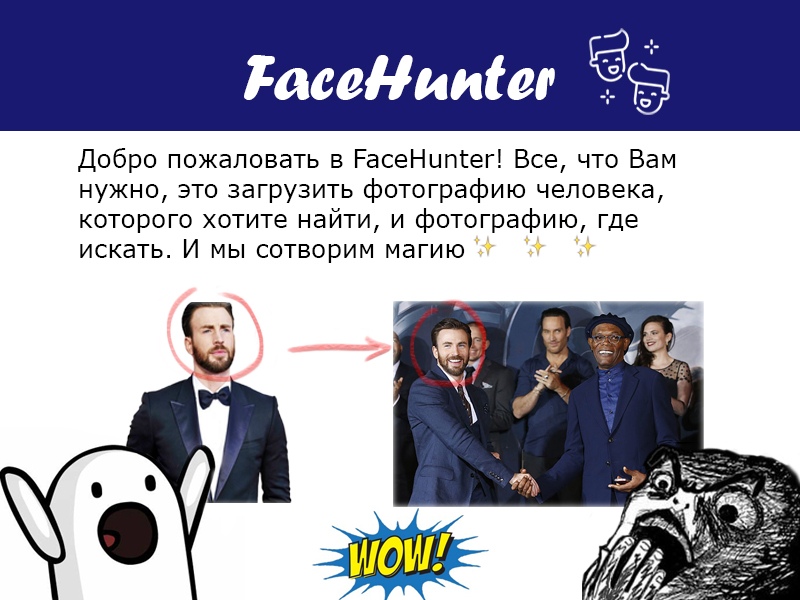 FaceHunter
Добро пожаловать в FaceHunter! Все, что Вам
нужно, это загрузить фотографию человека,
которого хотите найти, и фотографию, где
искать. И мы сотворим магию✨ ✨ ✨
WOW!